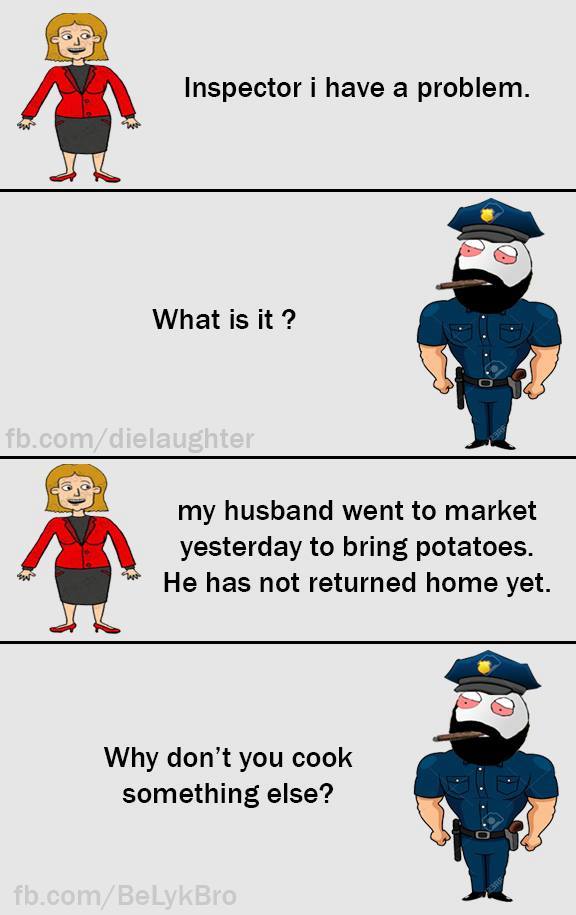 Inspector i have a problem.
What is it ?
fb.com/dielaughter
my husband went to market
yesterday to bring potatoes.
He has not returned home yet.
Why don't you cook
something else?
fb.com/BeLykBro